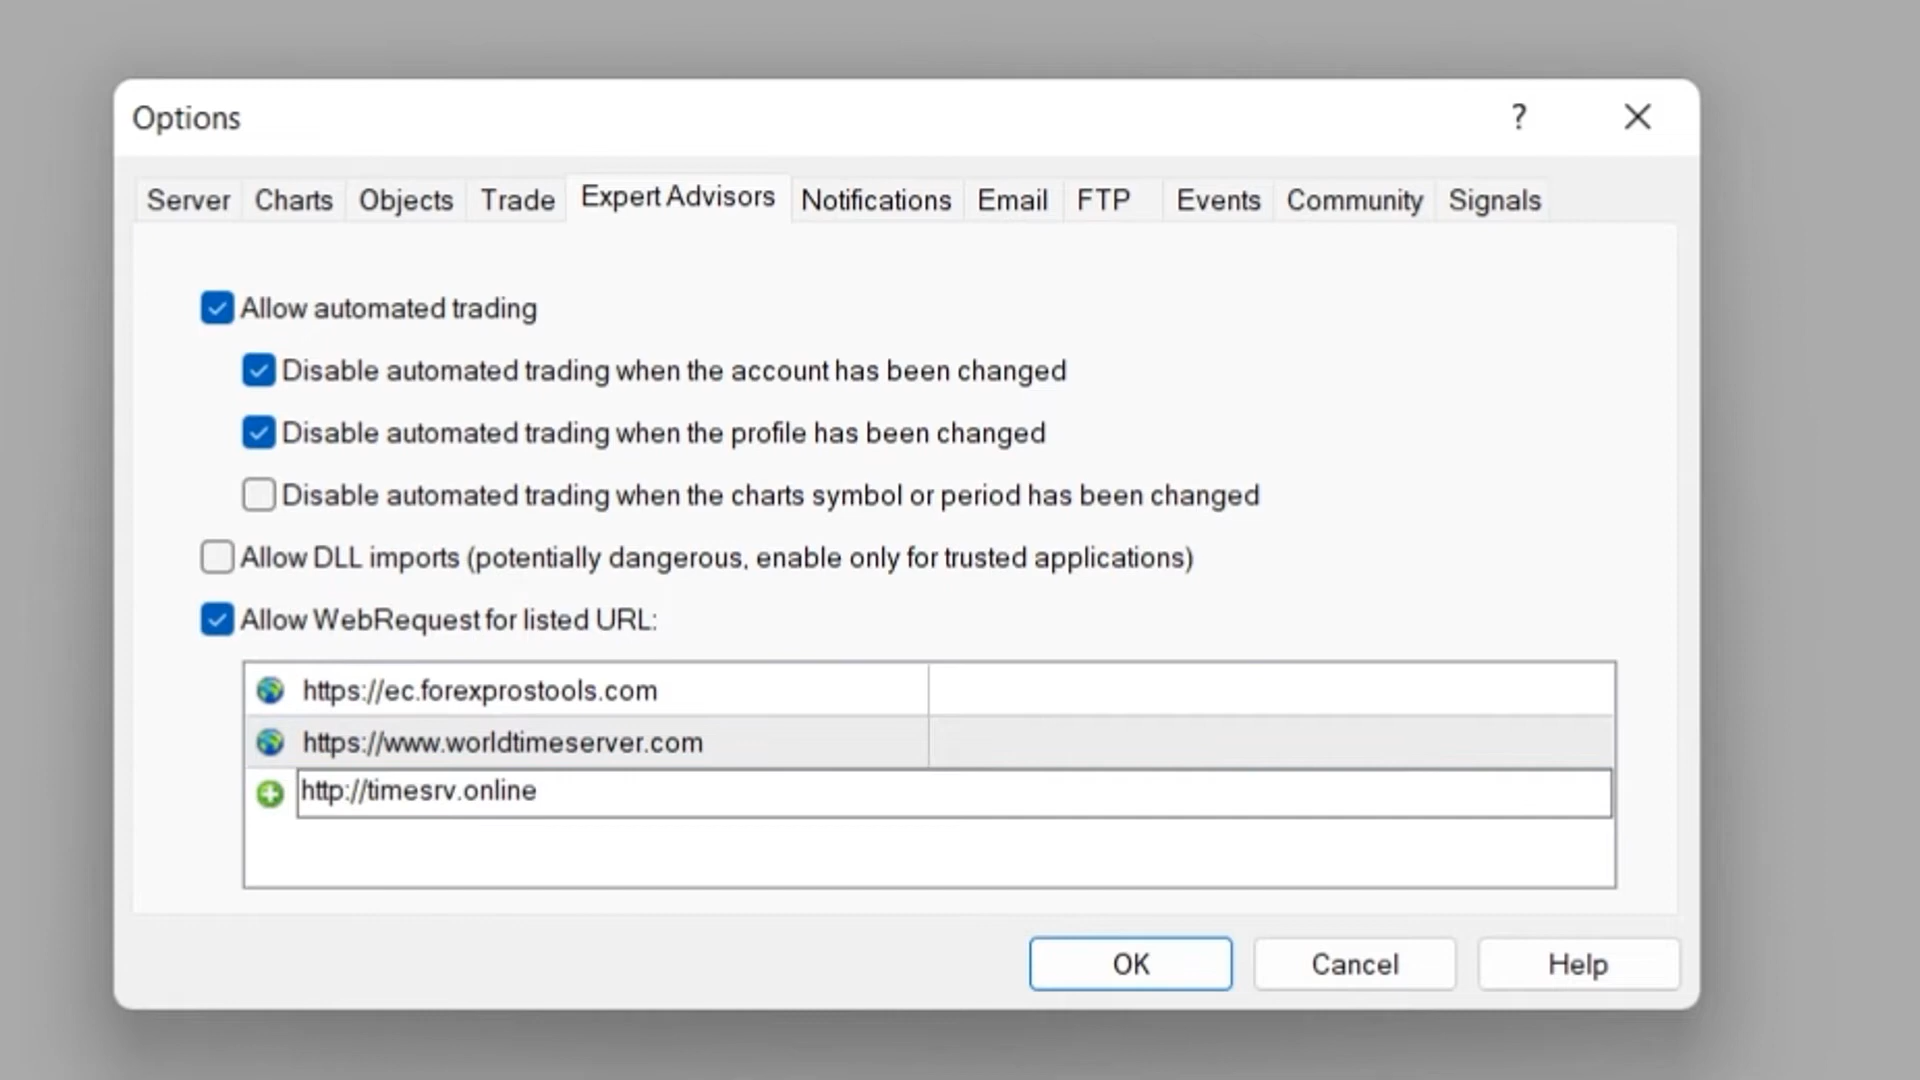 Options ?
Server Charts Objects Trade Expert Advisors Notifications Email FTP Events Community Signals
Allow automated trading
Disable automated trading when the account has been changed
Disable automated trading when the profile has been changed
Disable automated trading when the charts symbol or period has been changed
Allow DLL imports (potentially dangerous, enable only for trusted applications)
Allow WebRequest for listed URL:
https://ec.forexprostools.com
https://www.worldtimeserver.com
http://timesrv.online
OK Cancel Help